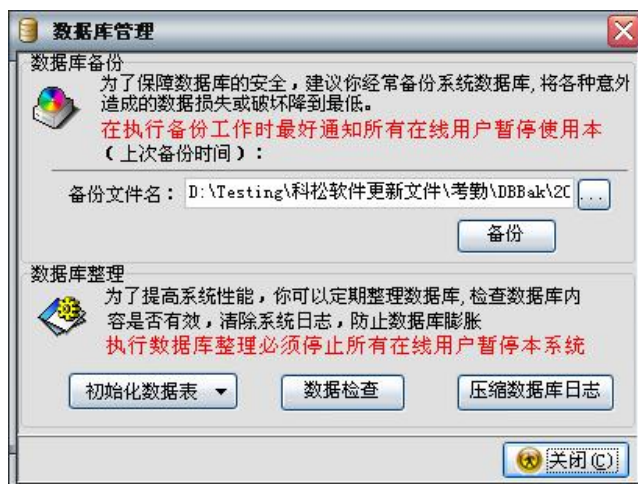 数据库管理
数据库备份
为了保障数据库的安全，建议你经常备份系统数据库，将各种意外
造成的数据损失或破坏降到最低。
在执行备份工作时最好通知所有在线用户暂停使用本
（上次备份时间）：
备份文件名： D:\Testing\科松软件更新文件\考勤\DBBak\20 ...
备份
数据库整理
为了提高系统性能，你可以定期整理数据库，检查数据库内
容是否有效，清除系统日志，防止数据库膨胀
执行数据库整理必须停止所有在线用户暂停本系统
初始化数据表 数据检查 压缩数据库日志
关闭(C)